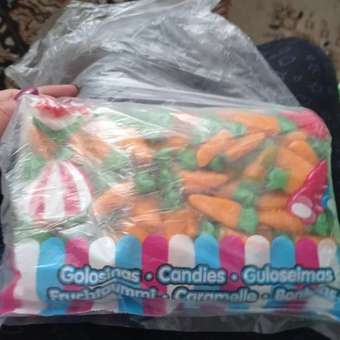 Golosinas • Candies • Guloseimas
Fruchtgummi • Caramelle • Bonbons